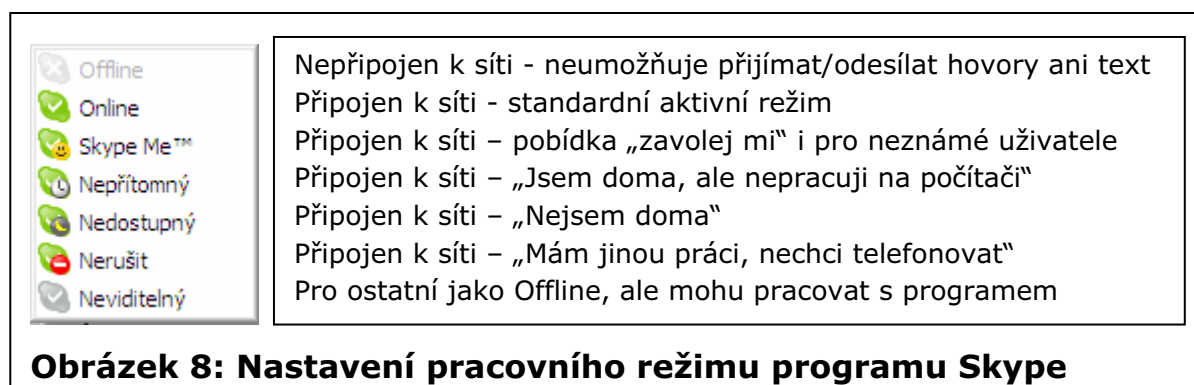 Offline
Online
Skype Me™
Nepřítomný
Nedostupný
Nerušit
Neviditelný
Nepřipojen k síti - neumožňuje přijímat/odesílat hovory ani text
Připojen k síti - standardní aktivní režim
Připojen k síti – pobídka „zavolej mi“ i pro neznámé uživatele
Připojen k síti – „Jsem doma, ale nepracuji na počítači“
Připojen k síti – „Nejsem doma“
Připojen k síti – „Mám jinou práci, nechci telefonovat“
Pro ostatní jako Offline, ale mohu pracovat s programem
Obrázek 8: Nastavení pracovního režimu programu Skype